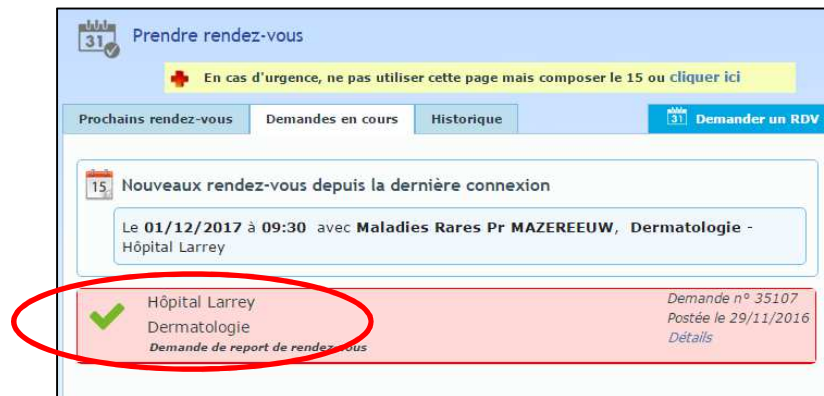 31
Prendre rendez-vous
En cas d'urgence, ne pas utiliser cette page mais composer le 15 ou cliquer ici
Prochains rendez-vous Demandes en cours Historique 31 Demander un RDV
15 Nouveaux rendez-vous depuis la dernière connexion
Le 01/12/2017 à 09:30 avec Maladies Rares Pr MAZEREEUW, Dermatologie -
Hôpital Larrey
Hôpital Larrey Demande n° 35107
Dermatologie Postée le 29/11/2016
Demande de report de rendez-vous Détails